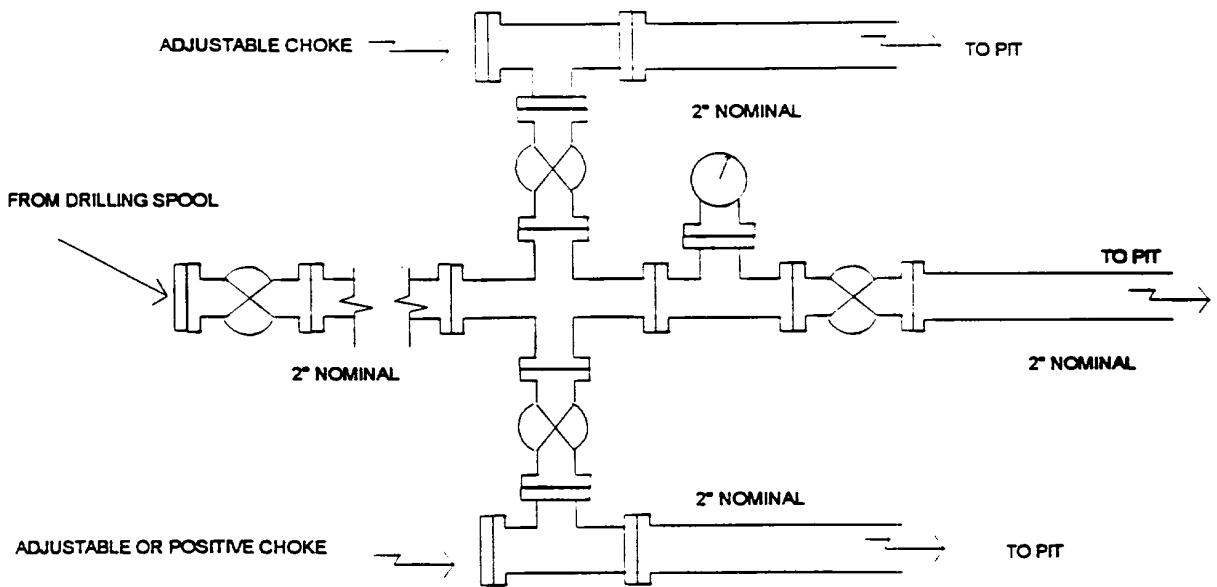 ADJUSTABLE CHOKE
TO PIT
2" NOMINAL
FROM DRILLING SPOOL
TO PIT
2" NOMINAL
2" NOMINAL
2" NOMINAL
ADJUSTABLE OR POSITIVE CHOKE
TO PIT